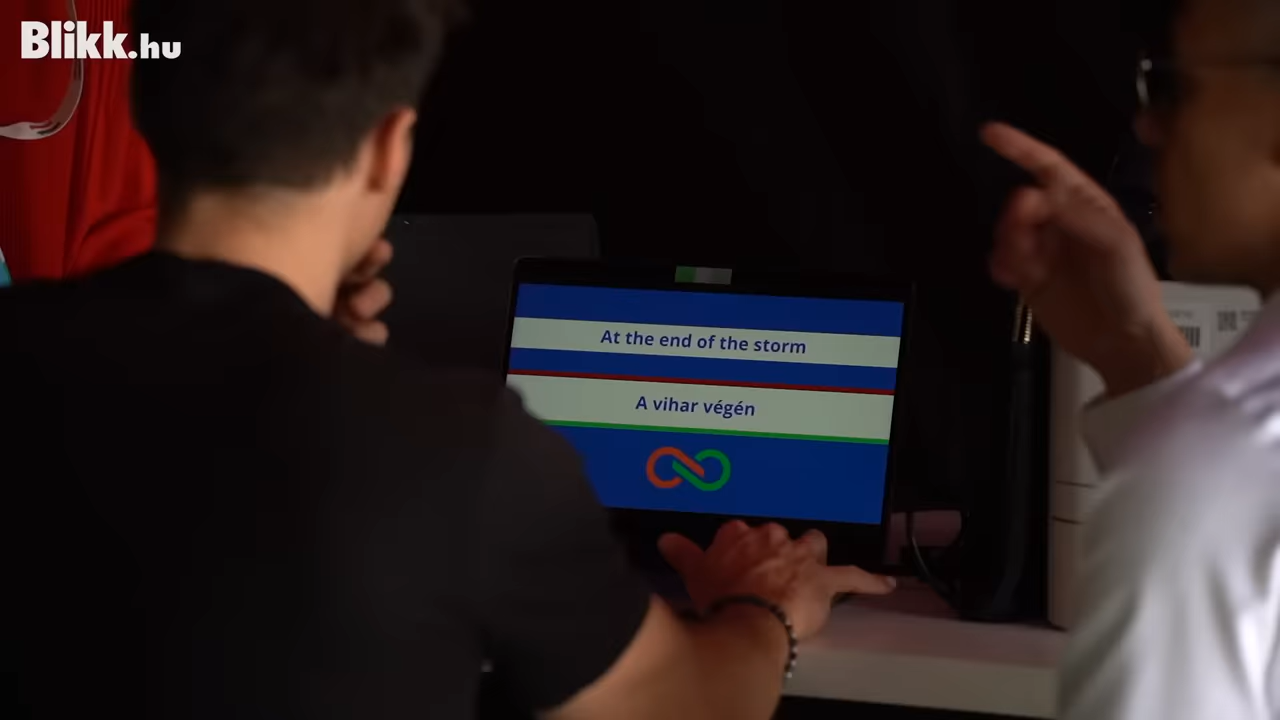 Blikk.hu
At the end of the storm
A vihar végén